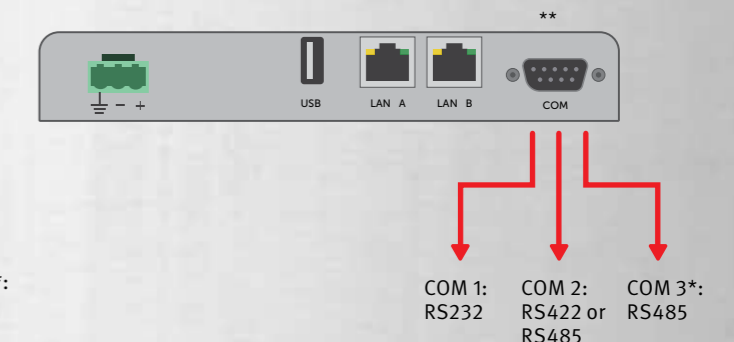 **
USB
LAN A
LAN B
COM
- +
*:
COM 1:
RS232
COM 2:
RS422 or
RS485
COM 3*:
RS485